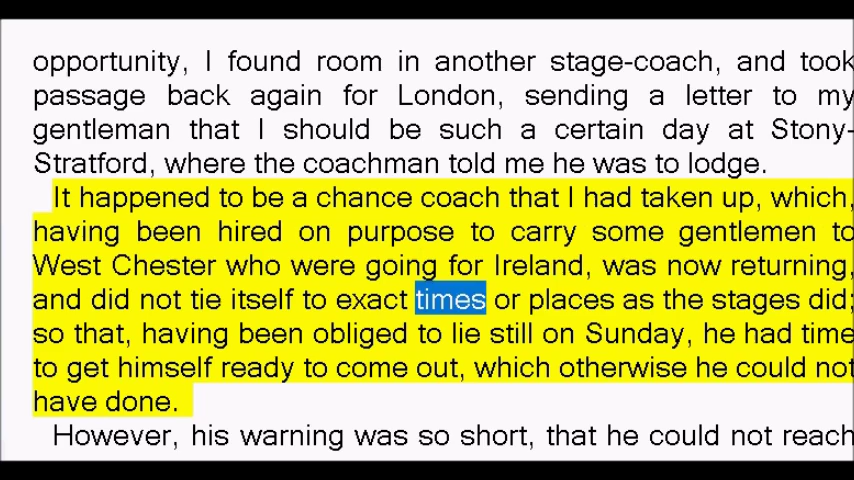 opportunity, I found room in another stage-coach, and took
passage back again for London, sending a letter to my
gentleman that I should be such a certain day at Stony-
Stratford, where the coachman told me he was to lodge.
It happened to be a chance coach that I had taken up, which,
having been hired on purpose to carry some gentlemen to
West Chester who were going for Ireland, was now returning,
and did not tie itself to exact times or places as the stages did;
so that, having been obliged to lie still on Sunday, he had time
to get himself ready to come out, which otherwise he could not
have done.
However, his warning was so short, that he could not reach